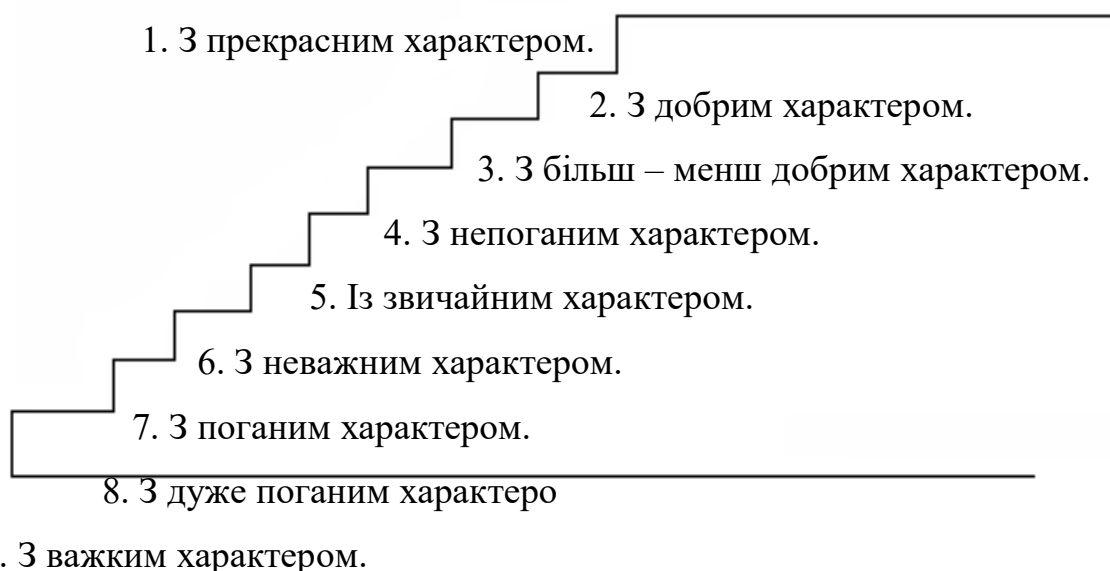 1. З прекрасним характером.
2. З добрим характером.
3. З більш – менш добрим характером.
4. З непоганим характером.
5. Із звичайним характером.
6. З неважним характером.
7. З поганим характером.
8. З дуже поганим характеро
. З важким характером.